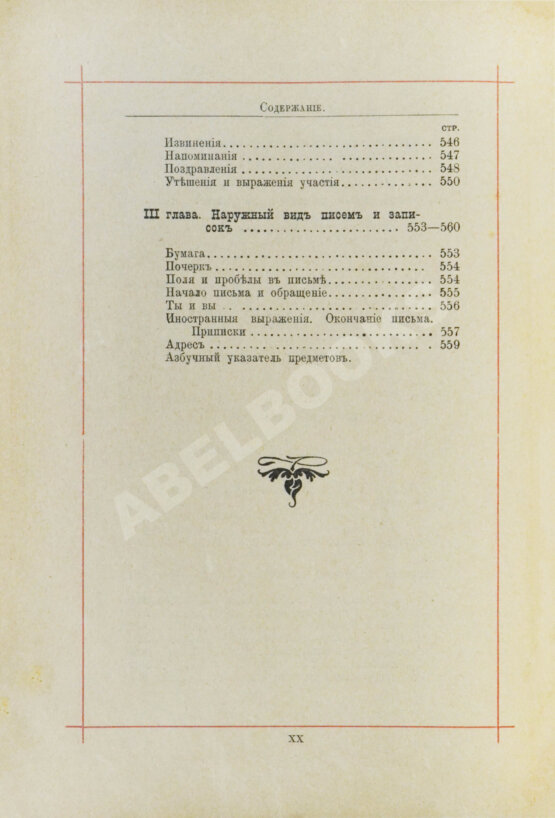 Содержаніе.
стр.
Извиненія. . . . . . . . . . . . . . . . . . . . . . . . . . . . . . 546
Напоминанія . . . . . . . . . . . . . . . . . . . . . . . . . . . 547
Поздравленія . . . . . . . . . . . . . . . . . . . . . . . . . . . 548
Утѣшенія и выраженія участія. . . . . . . . . . . . . . 550
III глава. Наружный видъ писемъ и запи-
сокъ . . . . . . . . . . . . . . . . . . . . . . . 553—560
Бумага. . . . . . . . . . . . . . . . . . . . . . . . . . . . . . . . 553
Почеркъ . . . . . . . . . . . . . . . . . . . . . . . . . . . . . . 554
Поля и пробѣлы въ письмѣ. . . . . . . . . . . . . . . . 554
Начало письма и обращеніе. . . . . . . . . . . . . . . . 555
Ты и вы . . . . . . . . . . . . . . . . . . . . . . . . . . . . . . 556
Иностранныя выраженія. Окончаніе письма.
Приписки . . . . . . . . . . . . . . . . . . . . . . . . . . 557
Адресъ . . . . . . . . . . . . . . . . . . . . . . . . . . . . . . . 559
Азбучный указатель предметовъ.
XX